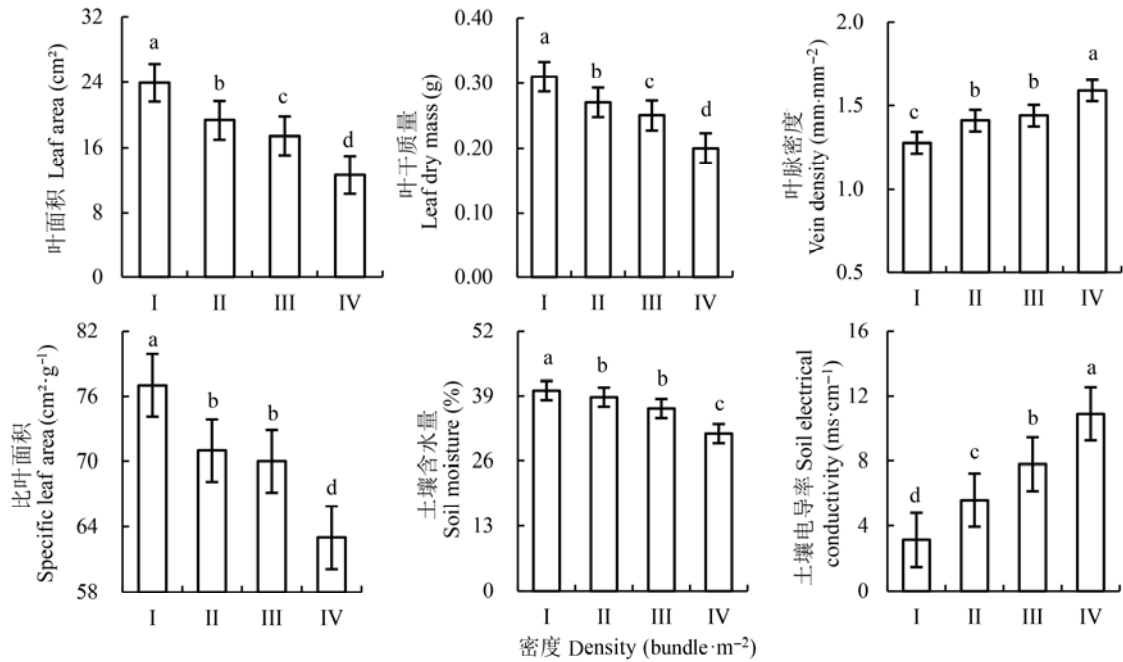 叶面积 Leaf area (cm²)
32
24
16
8
0
a
b
c
d
I
II
III
IV
叶干质量
Leaf dry mass (g)
0.40
0.30
0.20
0.10
0.00
a
b
c
d
I
II
III
IV
叶脉密度
Vein density (mm·mm⁻²)
2.0
1.5
1.0
0.5
c
b
b
a
I
II
III
IV
比叶面积
Specific leaf area (cm²·g⁻¹)
82
76
70
64
58
a
b
b
d
I
II
III
IV
土壤含水量
Soil moisture (%)
52
39
26
13
0
a
b
b
c
I
II
III
IV
土壤电导率 Soil electrical
conductivity (ms·cm⁻¹)
16
12
8
4
0
d
c
b
a
I
II
III
IV
密度 Density (bundle·m⁻²)